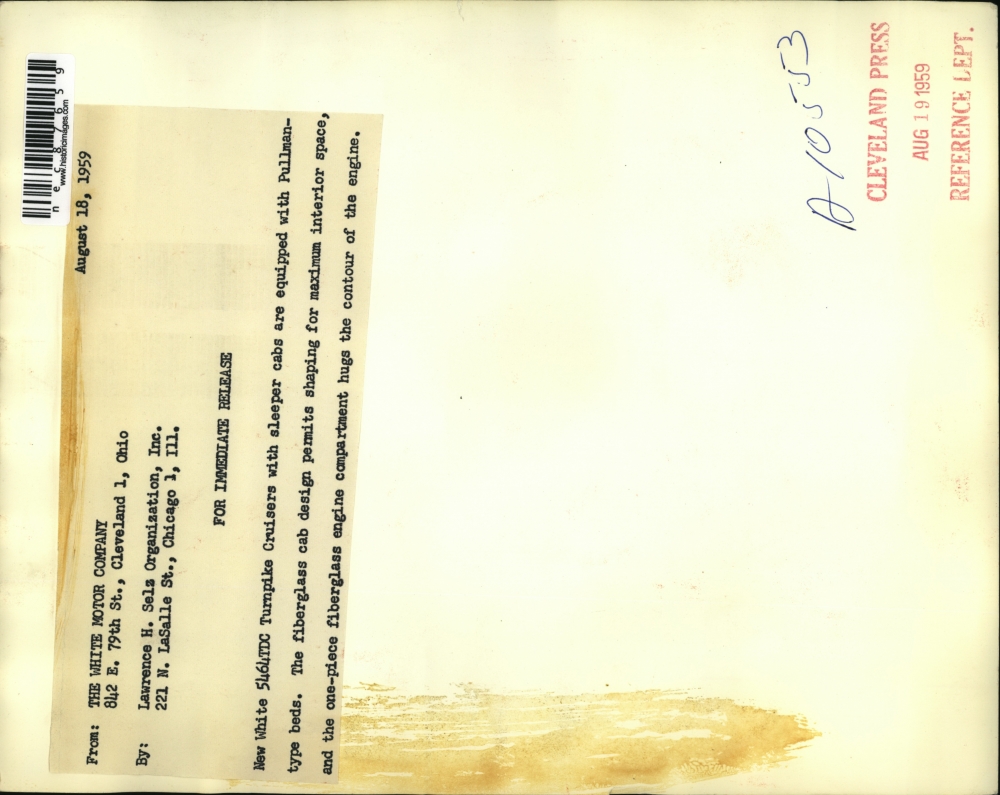 August 18, 1959
From: THE WHITE MOTOR COMPANY
842 E. 79th St., Cleveland 1, Ohio
By: Lawrence H. Selz Organization, Inc.
221 N. LaSalle St., Chicago 1, Ill.
FOR IMMEDIATE RELEASE
New White 5464TDC Turnpike Cruisers with sleeper cabs are equipped with Pullman-
type beds. The fiberglass cab design permits shaping for maximum interior space,
and the one-piece fiberglass engine compartment hugs the contour of the engine.
nec87659
www.historicimages.com
A-10553
CLEVELAND PRESS
AUG 19 1959
REFERENCE DEPT.